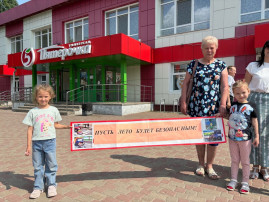 Пятёрочка
ПУСТЬ ЛЕТО БУДЕТ БЕЗОПАСНЫМ!